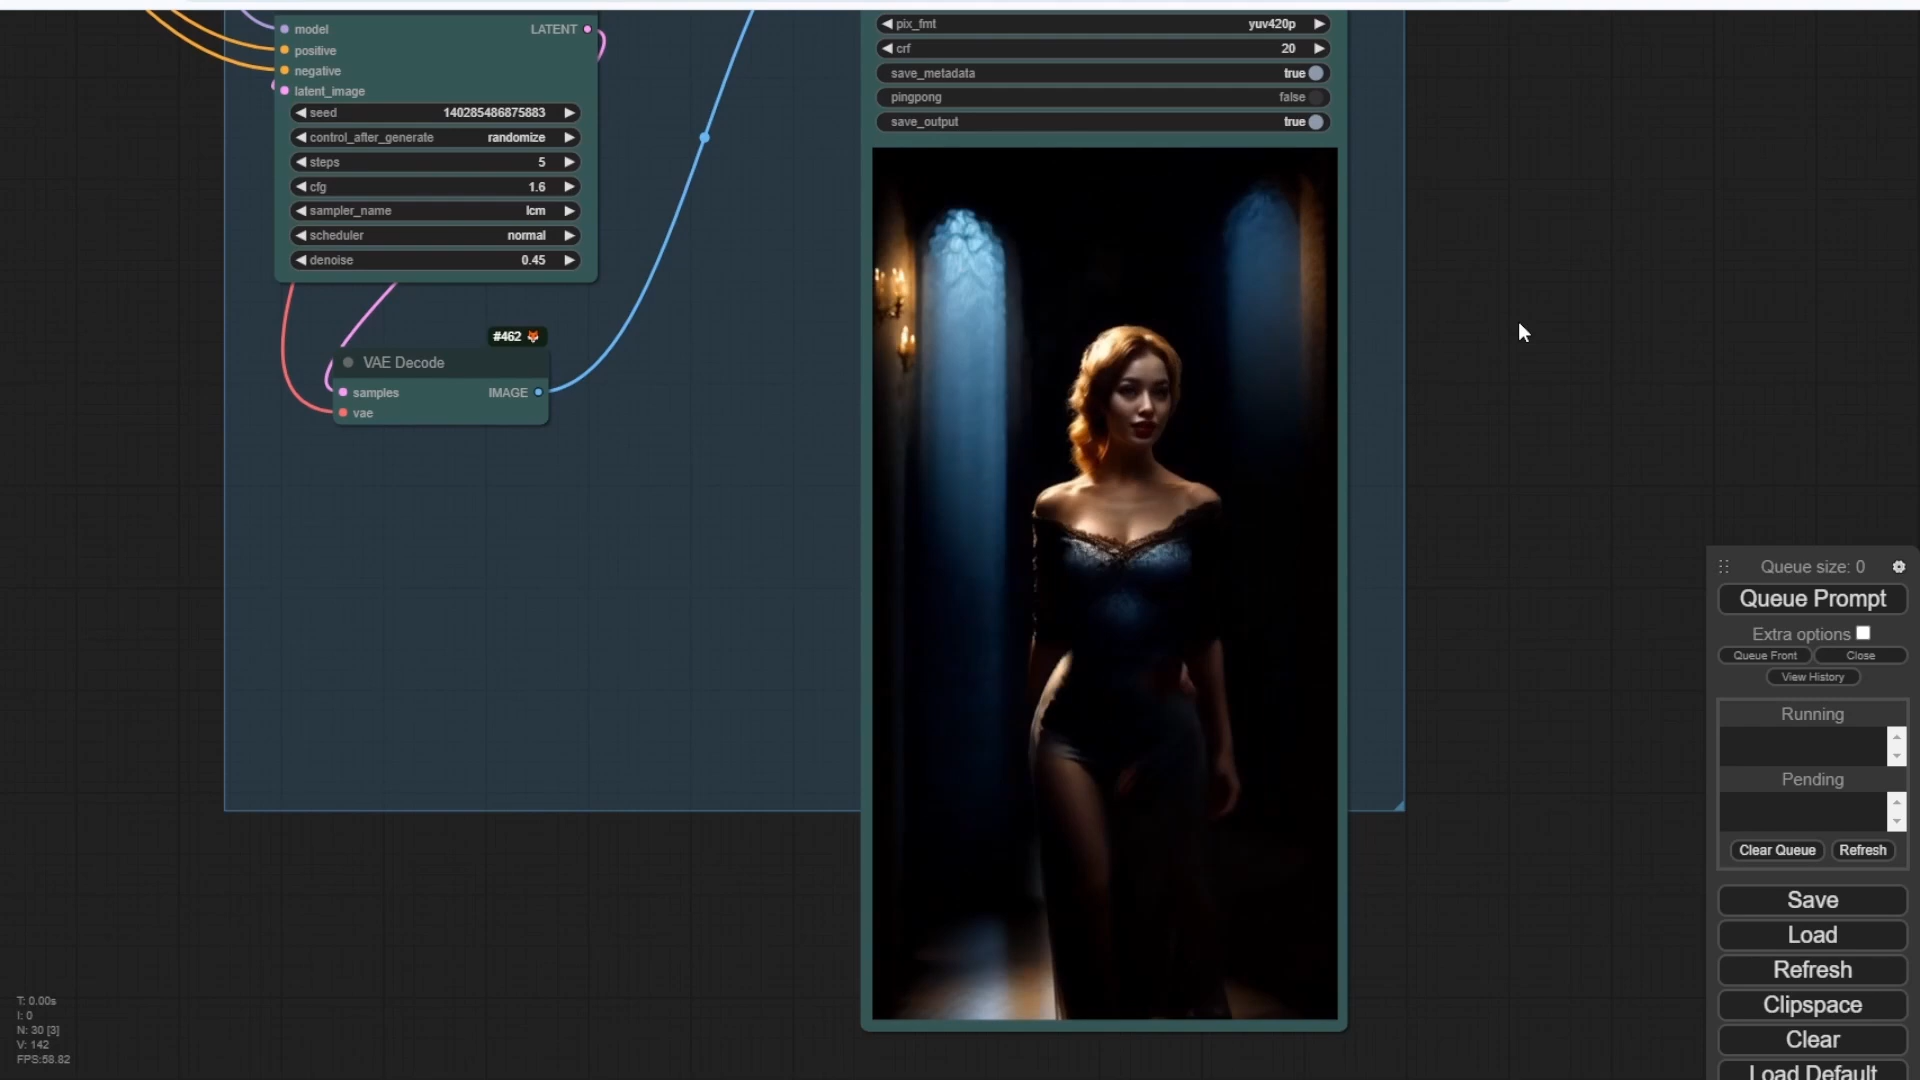 model
LATENT
positive
negative
latent_image
seed 140285486875883
control_after_generate randomize
steps 5
cfg 1.6
sampler_name lcm
scheduler normal
denoise 0.45
#462
VAE Decode
samples
IMAGE
vae
pix_fmt yuv420p
crf 20
save_metadata true
pingpong false
save_output true
Queue size: 0
Queue Prompt
Extra options
Queue Front
Close
View History
Running
Pending
Clear Queue
Refresh
Save
Load
Refresh
Clipspace
Clear
Load Default
T: 0.00s
I: 0
N: 30 [3]
V: 142
FPS:58.82